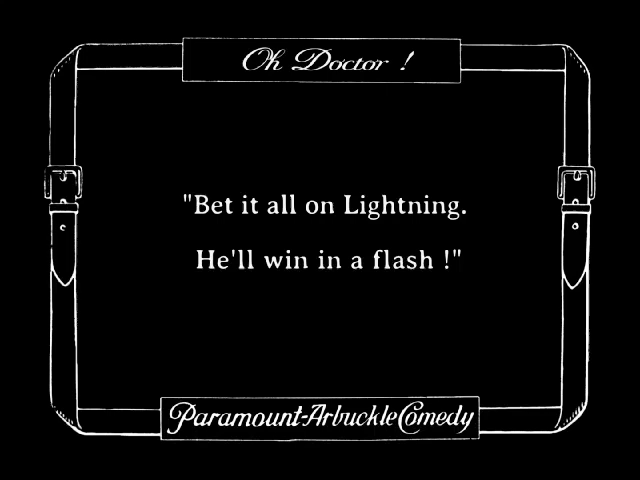 Oh Doctor !
"Bet it all on Lightning.
He'll win in a flash !"
Paramount-Arbuckle Comedy